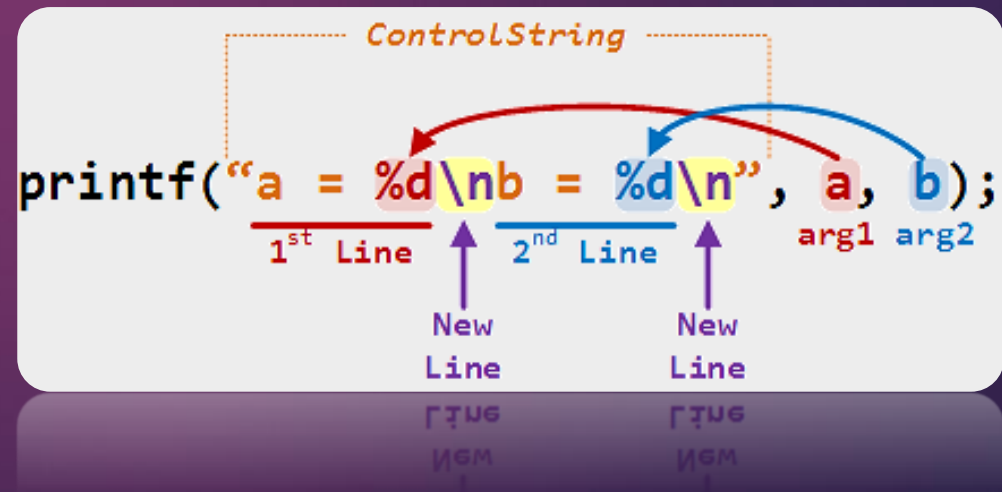 ControlString
printf(“a = %d\nb = %d\n”, a, b);
1st Line 2nd Line arg1 arg2
New New
Line Line